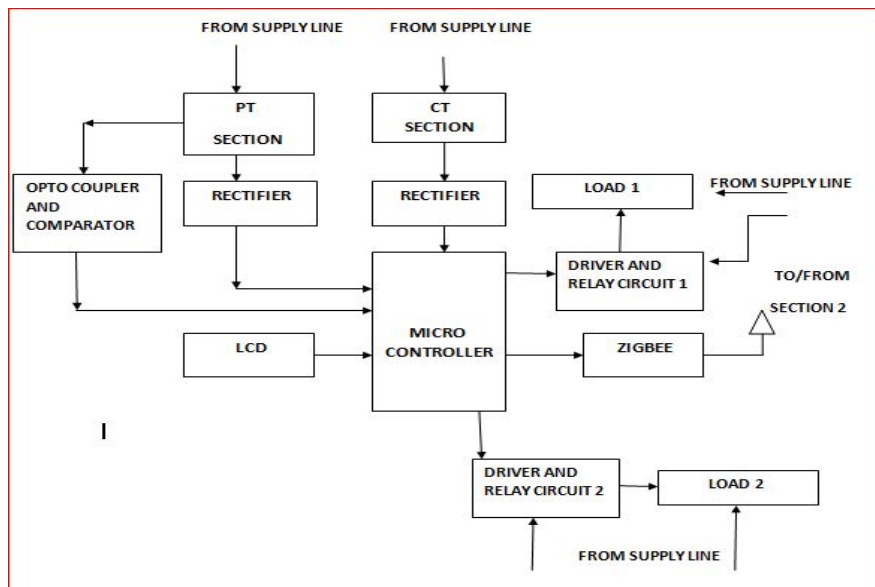 FROM SUPPLY LINE
FROM SUPPLY LINE
PT
SECTION
CT
SECTION
OPTO COUPLER
AND
COMPARATOR
RECTIFIER
RECTIFIER
LOAD 1
FROM SUPPLY LINE
DRIVER AND
RELAY CIRCUIT 1
TO/FROM
SECTION 2
LCD
MICRO
CONTROLLER
ZIGBEE
I
DRIVER AND
RELAY CIRCUIT 2
LOAD 2
FROM SUPPLY LINE